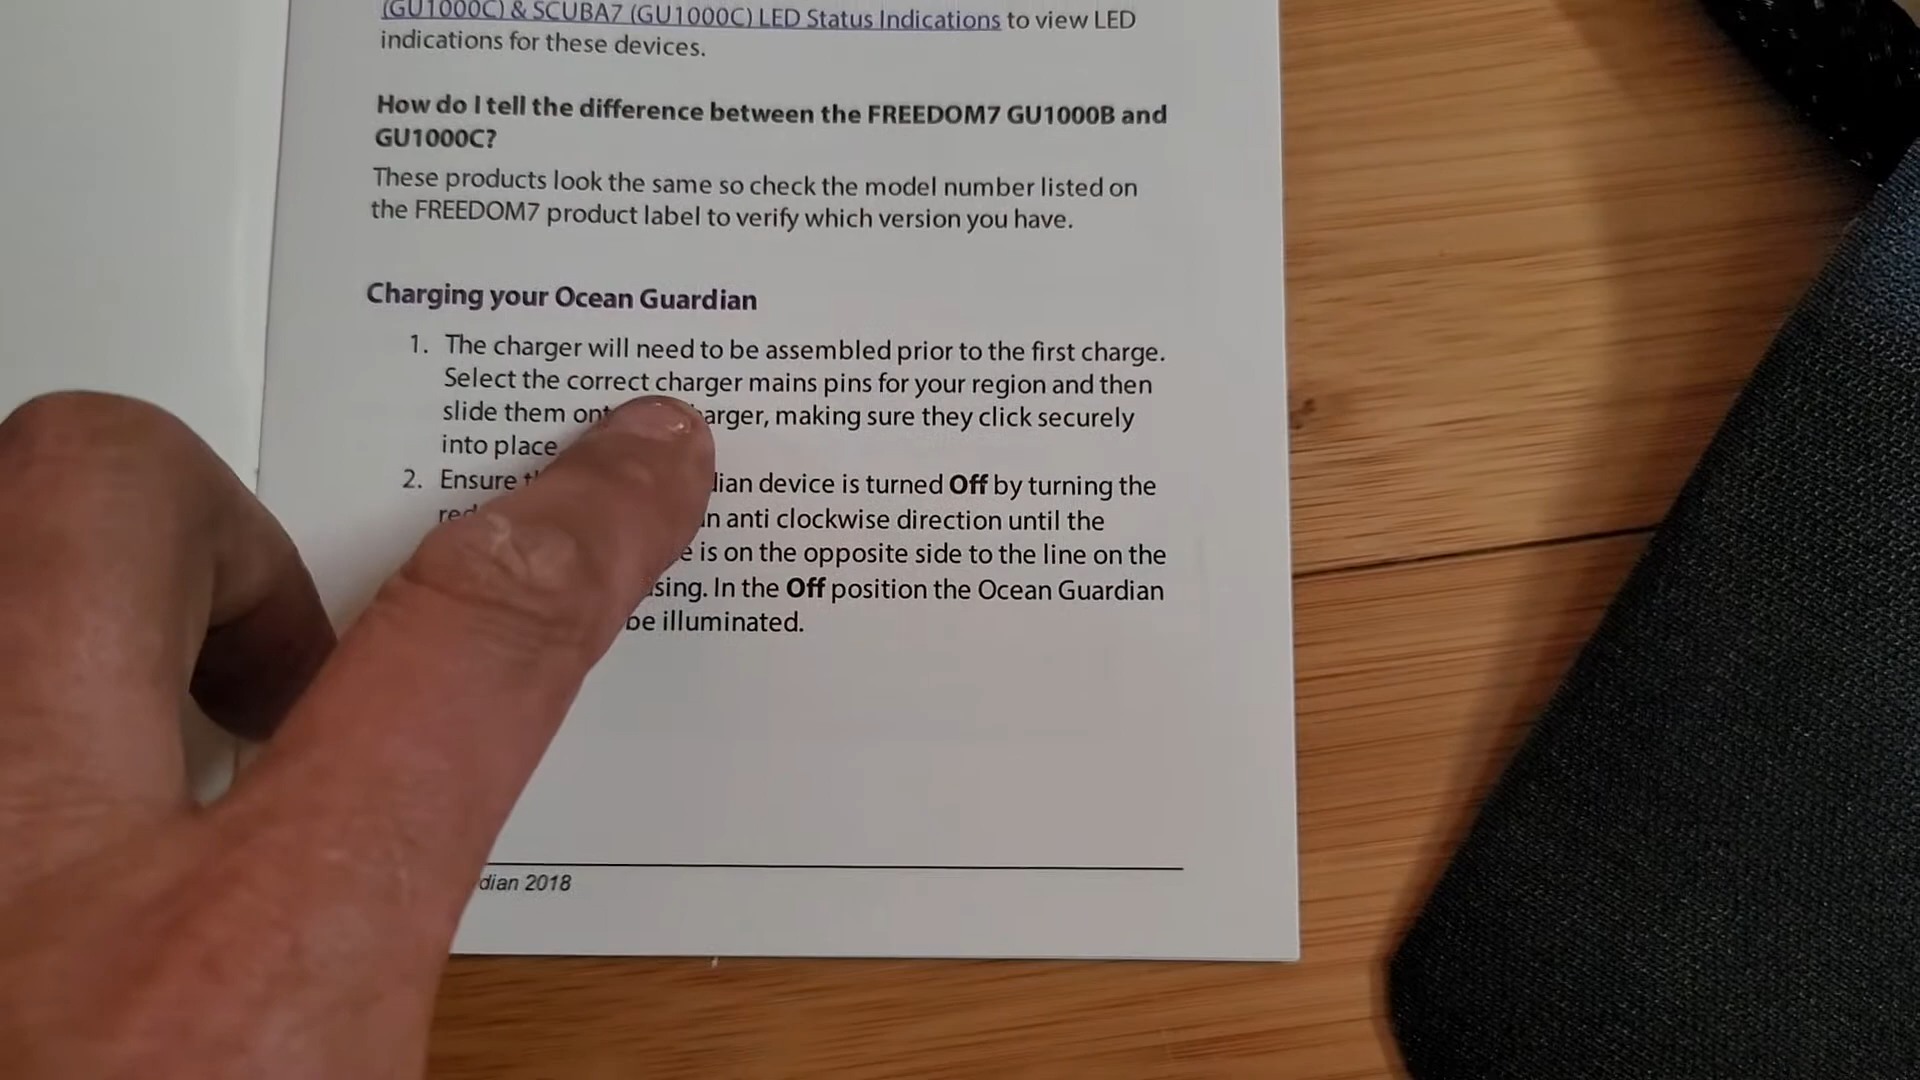 (GU1000C) & SCUBA7 (GU1000C) LED Status Indications to view LED
indications for these devices.
How do I tell the difference between the FREEDOM7 GU1000B and
GU1000C?
These products look the same so check the model number listed on
the FREEDOM7 product label to verify which version you have.
Charging your Ocean Guardian
1. The charger will need to be assembled prior to the first charge.
Select the correct charger mains pins for your region and then
slide them making sure they click securely
into place
2. Ensure device is turned Off by turning the
anti clockwise direction until the
is on the opposite side to the line on the
In the Off position the Ocean Guardian
be illuminated.
2018